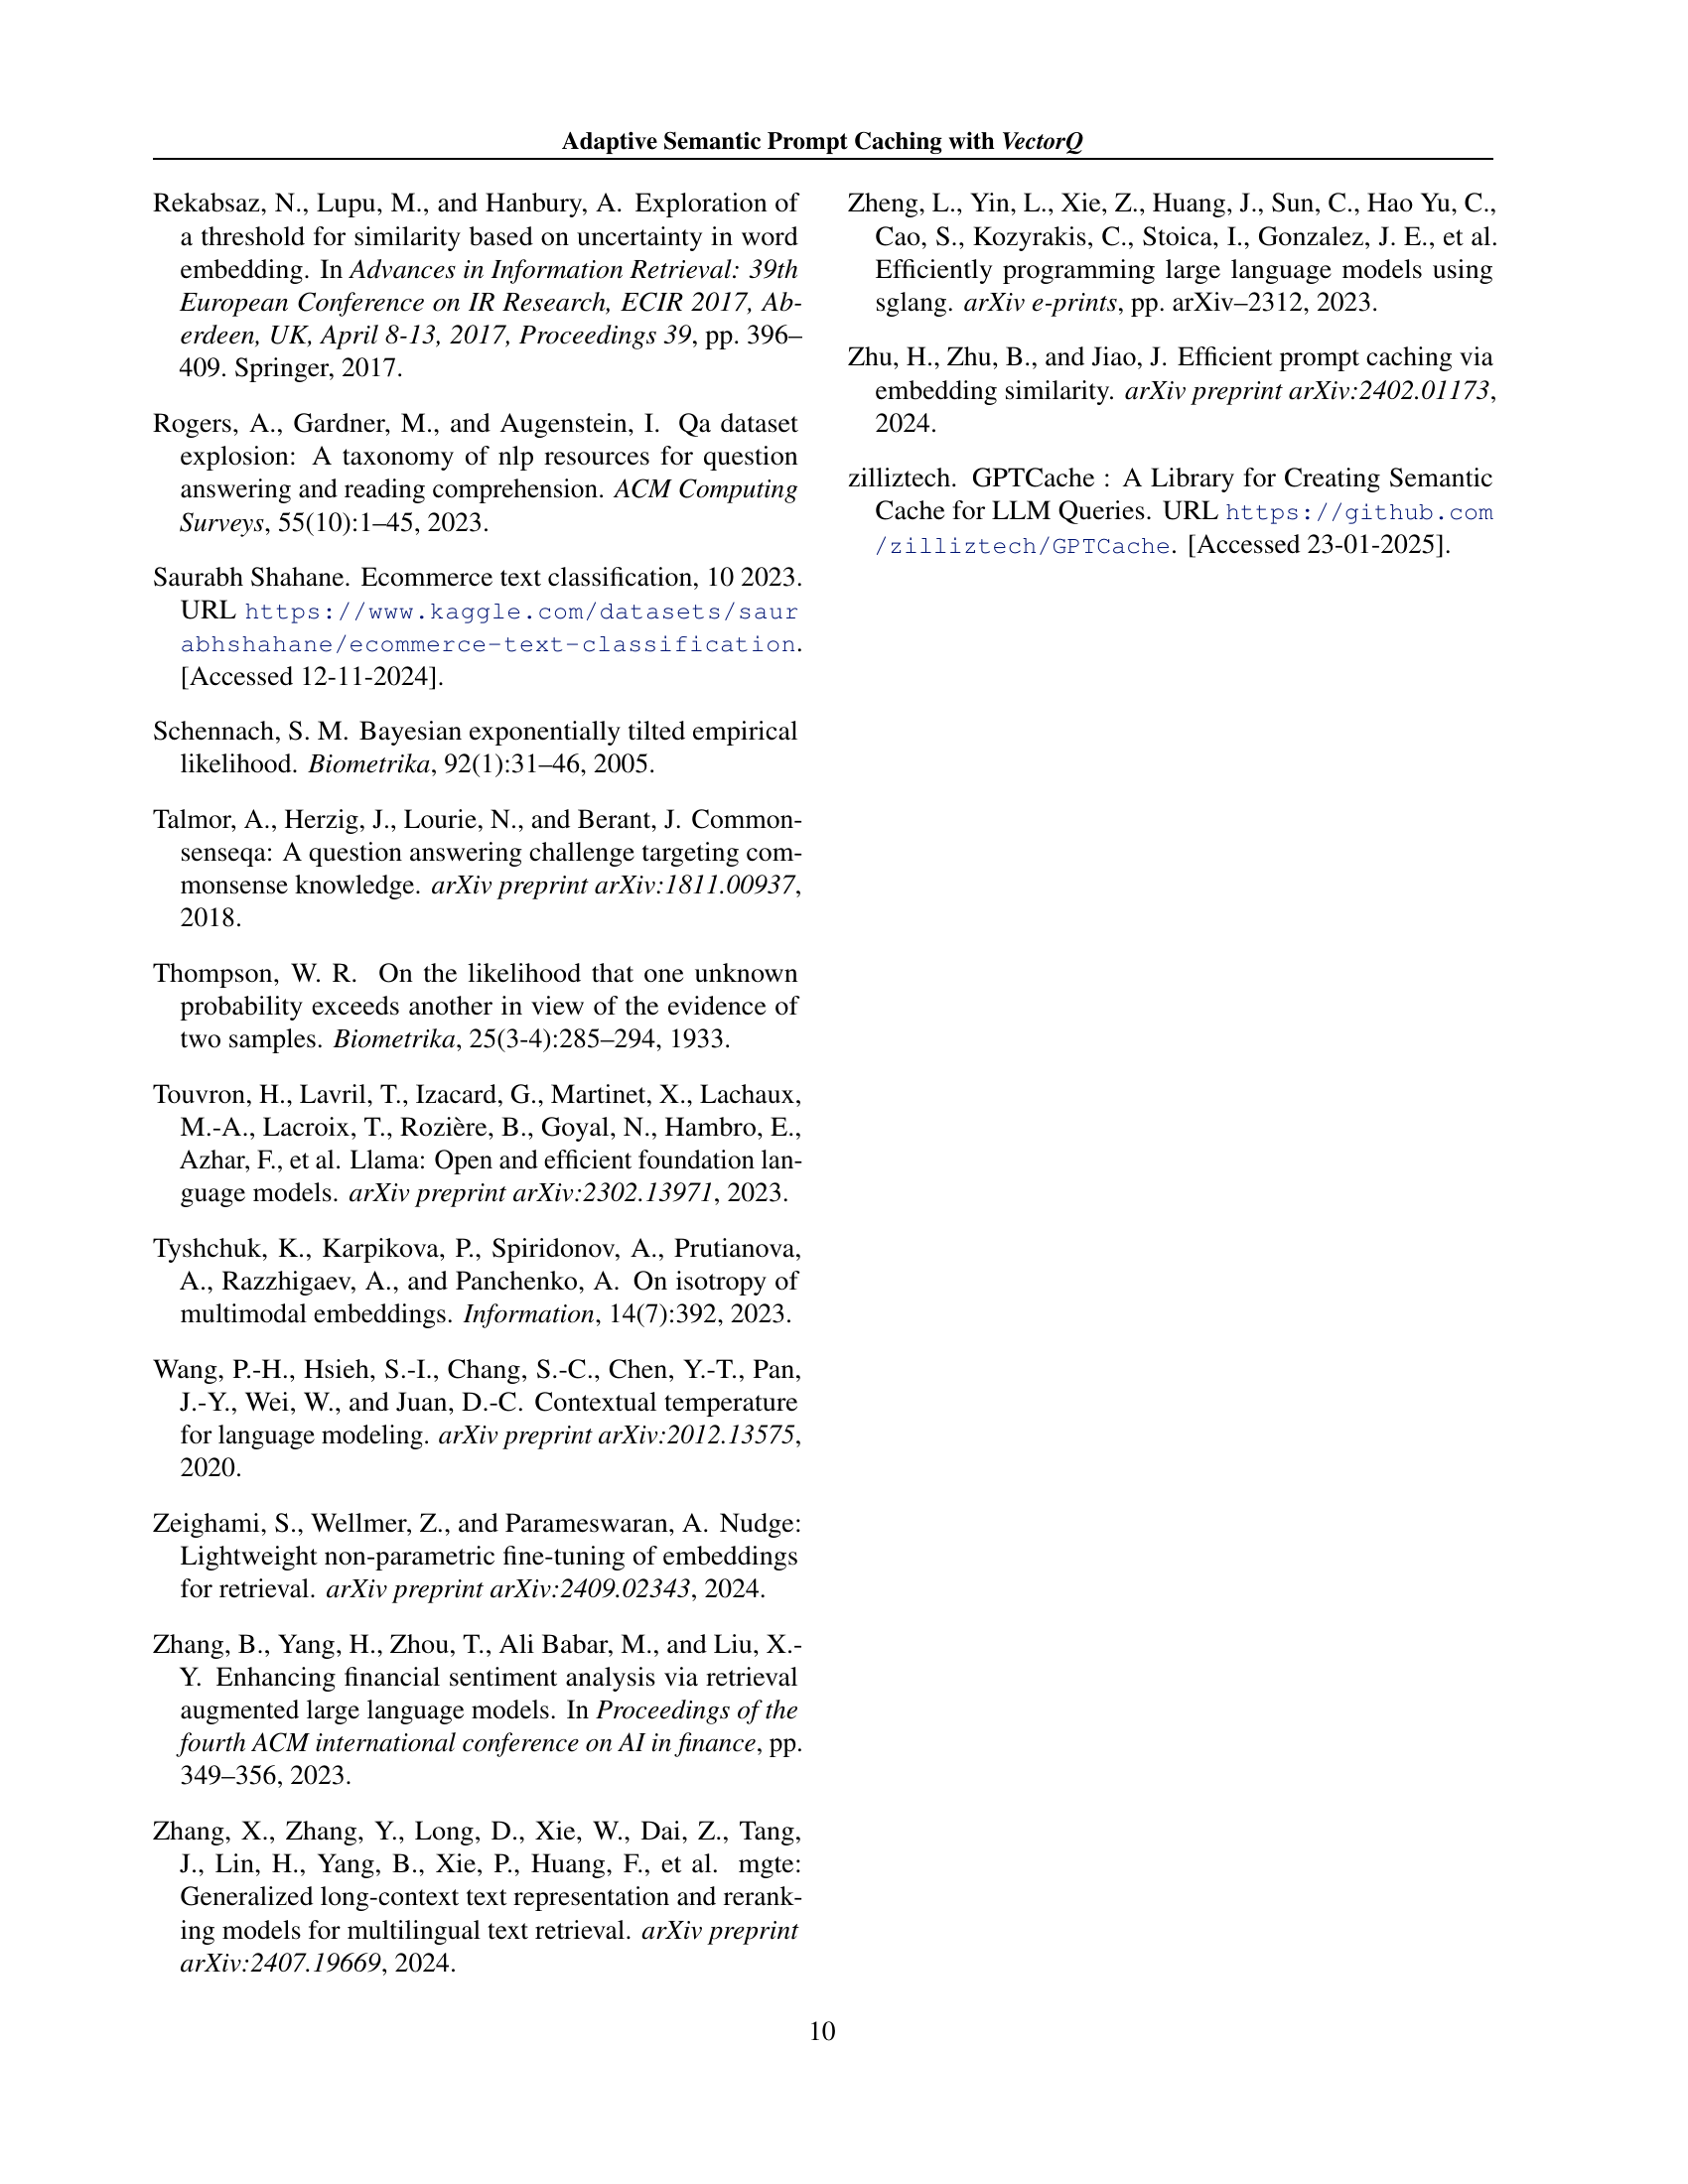 Adaptive Semantic Prompt Caching with VectorQ
Rekabsaz, N., Lupu, M., and Hanbury, A. Exploration of
a threshold for similarity based on uncertainty in word
embedding. In Advances in Information Retrieval: 39th
European Conference on IR Research, ECIR 2017, Ab-
erdeen, UK, April 8-13, 2017, Proceedings 39, pp. 396–
409. Springer, 2017.
Rogers, A., Gardner, M., and Augenstein, I. Qa dataset
explosion: A taxonomy of nlp resources for question
answering and reading comprehension. ACM Computing
Surveys, 55(10):1–45, 2023.
Saurabh Shahane. Ecommerce text classification, 10 2023.
URL https://www.kaggle.com/datasets/saur
abhshahane/ecommerce-text-classification.
[Accessed 12-11-2024].
Schennach, S. M. Bayesian exponentially tilted empirical
likelihood. Biometrika, 92(1):31–46, 2005.
Talmor, A., Herzig, J., Lourie, N., and Berant, J. Common-
senseqa: A question answering challenge targeting com-
monsense knowledge. arXiv preprint arXiv:1811.00937,
2018.
Thompson, W. R. On the likelihood that one unknown
probability exceeds another in view of the evidence of
two samples. Biometrika, 25(3-4):285–294, 1933.
Touvron, H., Lavril, T., Izacard, G., Martinet, X., Lachaux,
M.-A., Lacroix, T., Rozière, B., Goyal, N., Hambro, E.,
Azhar, F., et al. Llama: Open and efficient foundation lan-
guage models. arXiv preprint arXiv:2302.13971, 2023.
Tyshchuk, K., Karpikova, P., Spiridonov, A., Prutianova,
A., Razzhigaev, A., and Panchenko, A. On isotropy of
multimodal embeddings. Information, 14(7):392, 2023.
Wang, P.-H., Hsieh, S.-I., Chang, S.-C., Chen, Y.-T., Pan,
J.-Y., Wei, W., and Juan, D.-C. Contextual temperature
for language modeling. arXiv preprint arXiv:2012.13575,
2020.
Zeighami, S., Wellmer, Z., and Parameswaran, A. Nudge:
Lightweight non-parametric fine-tuning of embeddings
for retrieval. arXiv preprint arXiv:2409.02343, 2024.
Zhang, B., Yang, H., Zhou, T., Ali Babar, M., and Liu, X.-
Y. Enhancing financial sentiment analysis via retrieval
augmented large language models. In Proceedings of the
fourth ACM international conference on AI in finance, pp.
349–356, 2023.
Zhang, X., Zhang, Y., Long, D., Xie, W., Dai, Z., Tang,
J., Lin, H., Yang, B., Xie, P., Huang, F., et al. mgte:
Generalized long-context text representation and rerank-
ing models for multilingual text retrieval. arXiv preprint
arXiv:2407.19669, 2024.
Zheng, L., Yin, L., Xie, Z., Huang, J., Sun, C., Hao Yu, C.,
Cao, S., Kozyrakis, C., Stoica, I., Gonzalez, J. E., et al.
Efficiently programming large language models using
sglang. arXiv e-prints, pp. arXiv–2312, 2023.
Zhu, H., Zhu, B., and Jiao, J. Efficient prompt caching via
embedding similarity. arXiv preprint arXiv:2402.01173,
2024.
zilliztech. GPTCache : A Library for Creating Semantic
Cache for LLM Queries. URL https://github.com
/zilliztech/GPTCache. [Accessed 23-01-2025].
10